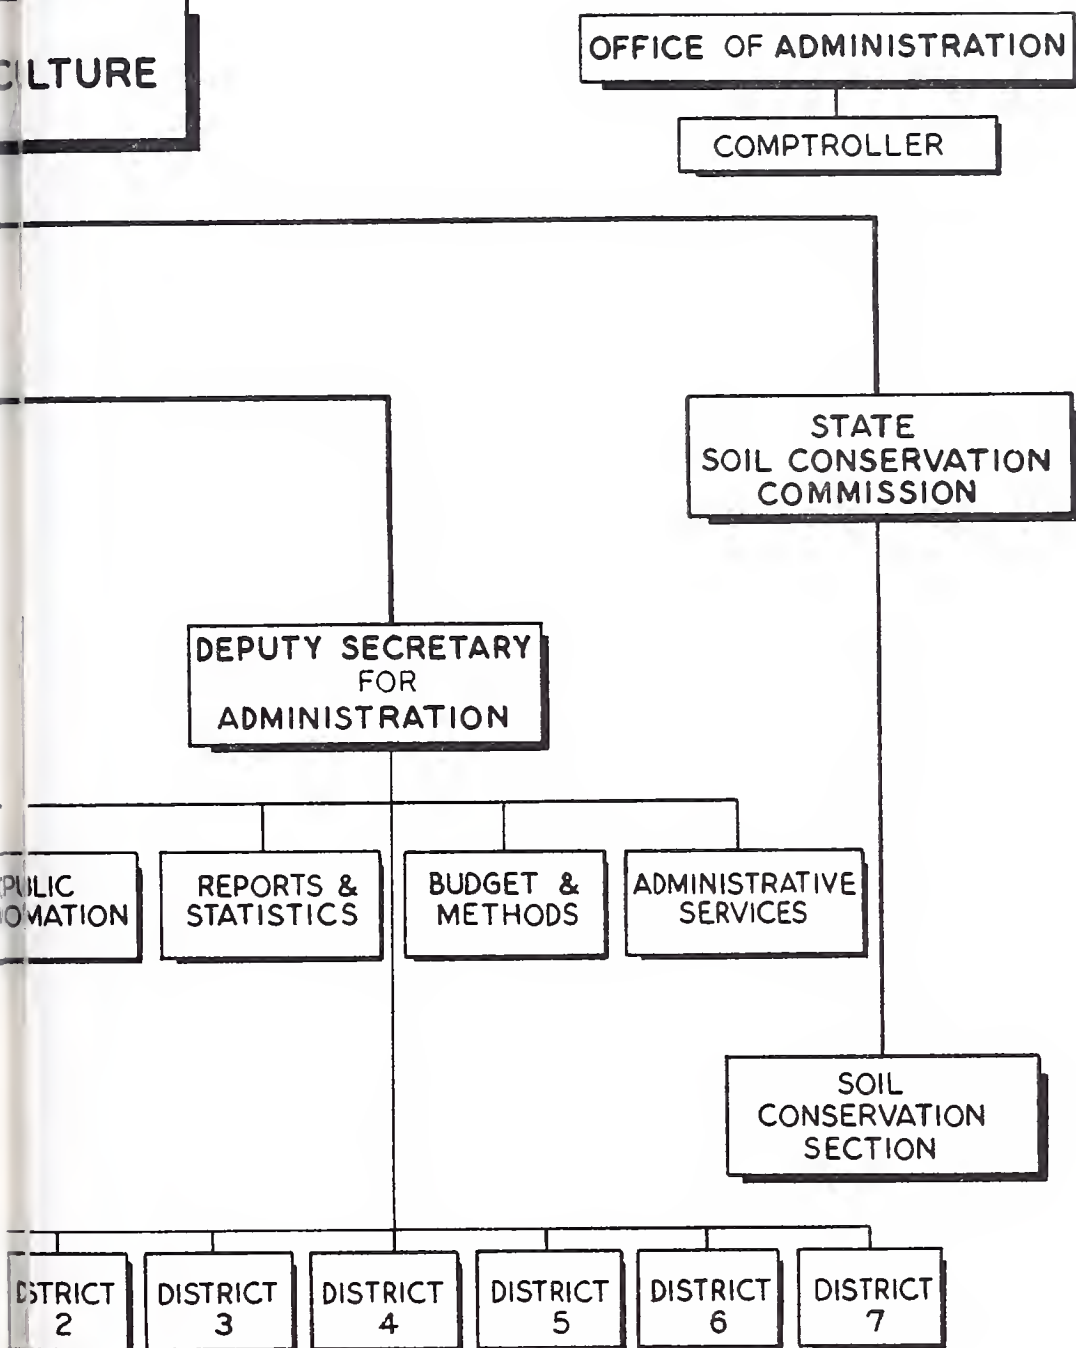 OFFICE OF ADMINISTRATION
COMPTROLLER
STATE
SOIL CONSERVATION
COMMISSION
DEPUTY SECRETARY
FOR
ADMINISTRATION
REPORTS &
STATISTICS
BUDGET &
METHODS
ADMINISTRATIVE
SERVICES
SOIL
CONSERVATION
SECTION
2
DISTRICT
3
DISTRICT
4
DISTRICT
5
DISTRICT
6
DISTRICT
7